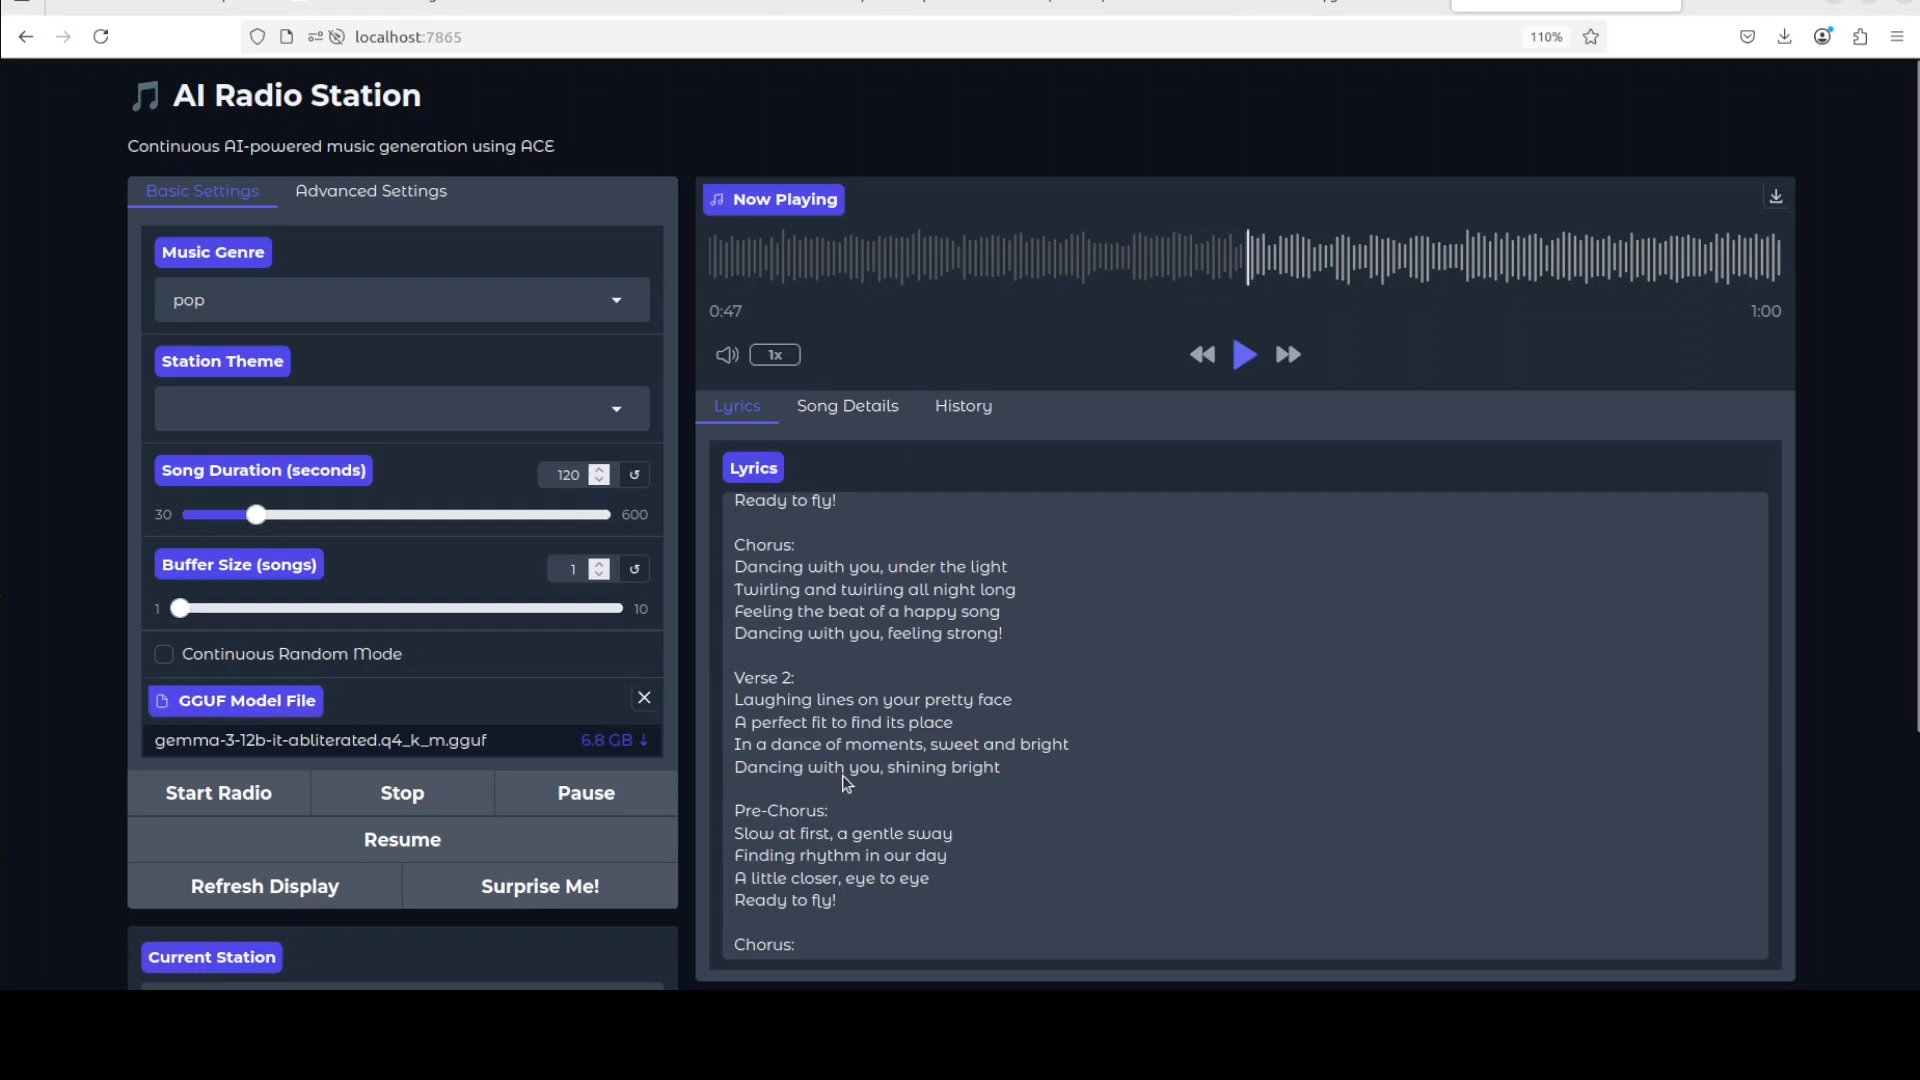 localhost:7865
110%
AI Radio Station
Continuous AI-powered music generation using ACE
Basic Settings
Advanced Settings
Music Genre
pop
Station Theme
Song Duration (seconds)
120
30
600
Buffer Size (songs)
1
1
10
Continuous Random Mode
GGUF Model File
gemma-3-12b-it-abliterated.q4_k_m.gguf
6.8 GB ↓
Start Radio
Stop
Pause
Resume
Refresh Display
Surprise Me!
Current Station
Now Playing
0:47
1:00
1x
Lyrics
Song Details
History
Lyrics
Ready to fly!
Chorus:
Dancing with you, under the light
Twirling and twirling all night long
Feeling the beat of a happy song
Dancing with you, feeling strong!
Verse 2:
Laughing lines on your pretty face
A perfect fit to find its place
In a dance of moments, sweet and bright
Dancing with you, shining bright
Pre-Chorus:
Slow at first, a gentle sway
Finding rhythm in our day
A little closer, eye to eye
Ready to fly!
Chorus: